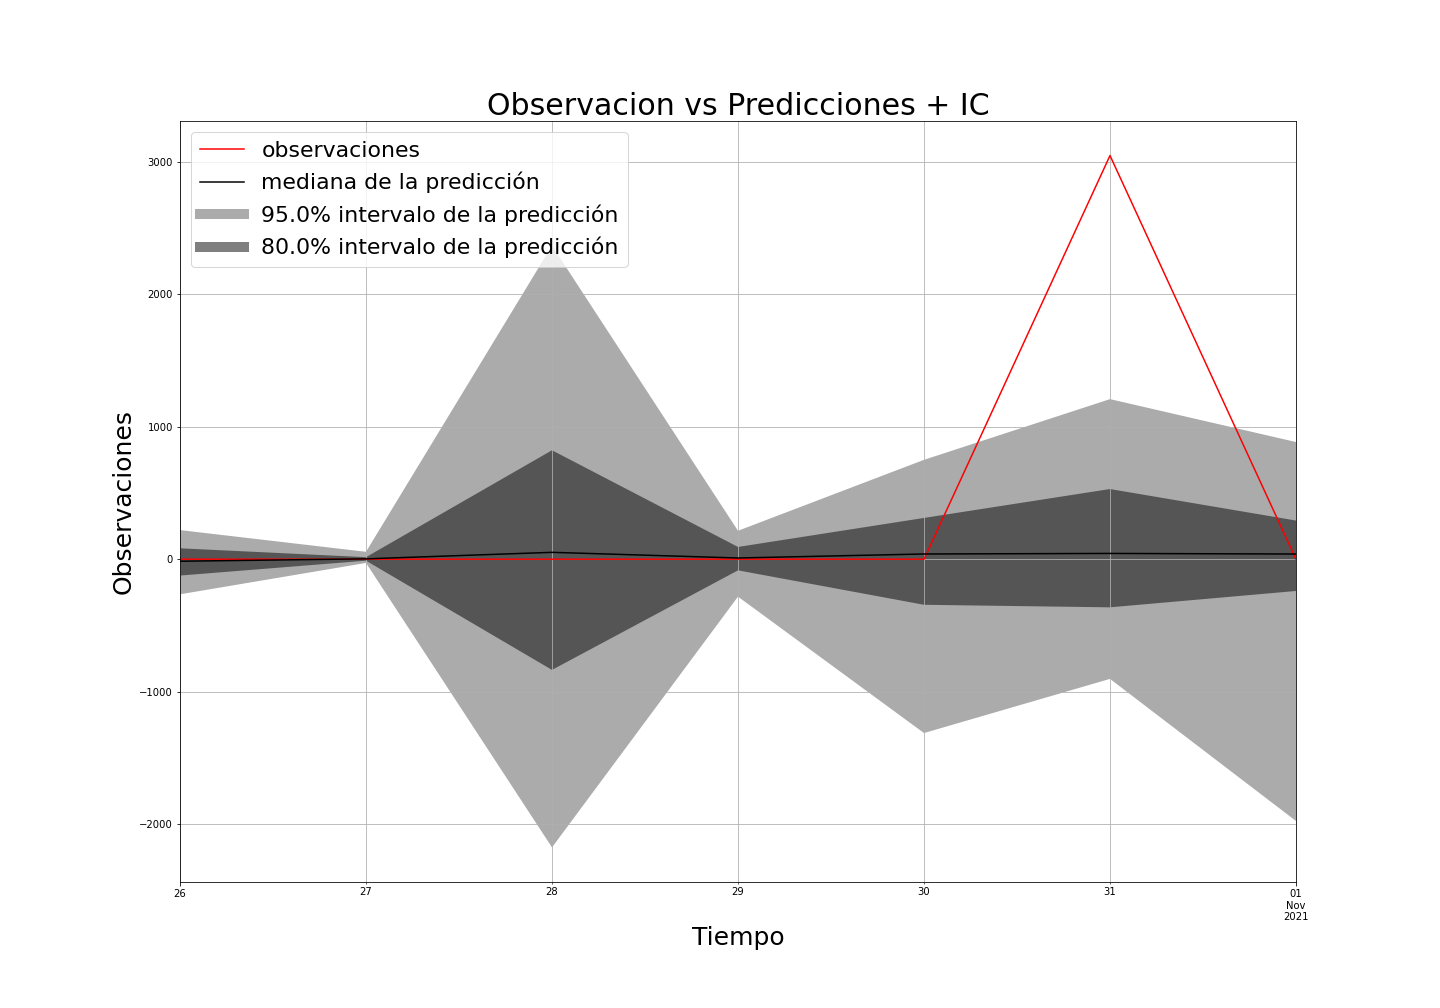 Observacion vs Predicciones + IC
observaciones
mediana de la predicción
95.0% intervalo de la predicción
80.0% intervalo de la predicción
Observaciones
3000
2000
1000
0
−1000
−2000
26 27 28 29 30 31 01
Nov
2021
Tiempo